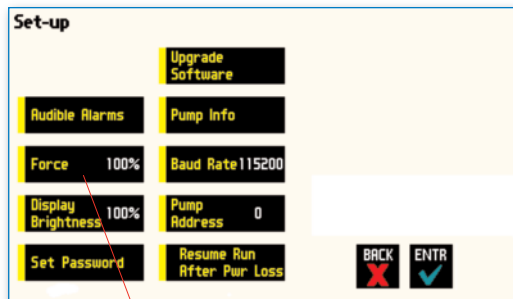 Set-up
Upgrade
Software
Audible Alarms
Pump Info
Force 100%
Baud Rate 115200
Display
Brightness 100%
Pump
Address 0
Set Password
Resume Run
After Pwr Loss
BACK
ENTR